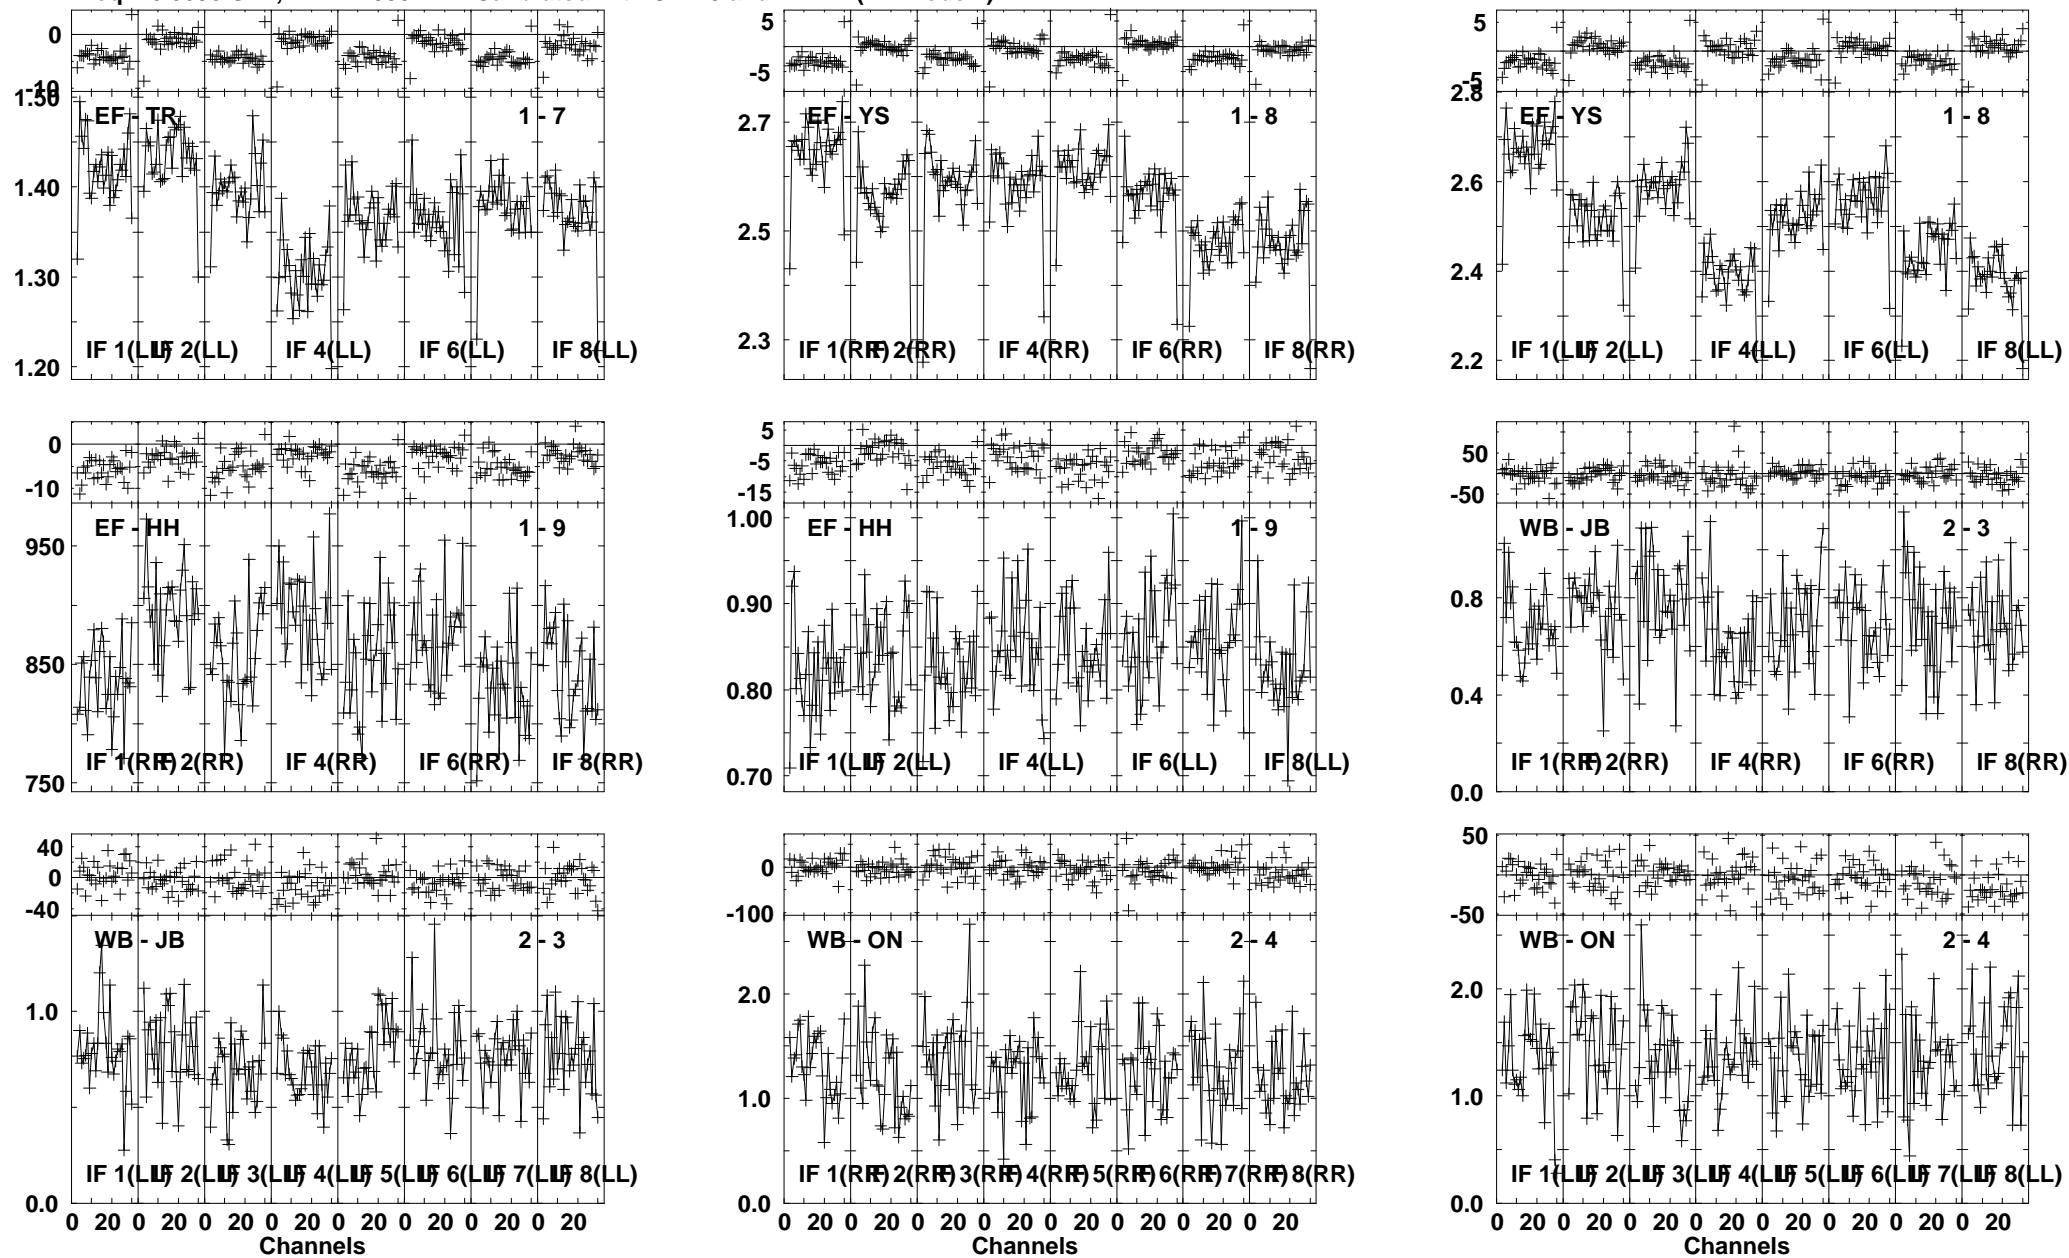 0
-10
1.50
1.40
1.30
1.20
EF - TR
1 - 7
IF 1(LL)
IF 2(LL)
IF 4(LL)
IF 6(LL)
IF 8(LL)
5
-5
2.7
2.5
2.3
EF - YS
1 - 8
IF 1(RR)
IF 2(RR)
IF 4(RR)
IF 6(RR)
IF 8(RR)
5
-5
2.8
2.6
2.4
2.2
EF - YS
1 - 8
IF 1(LL)
IF 2(LL)
IF 4(LL)
IF 6(LL)
IF 8(LL)
0
-10
950
850
750
EF - HH
1 - 9
IF 1(RR)
IF 2(RR)
IF 4(RR)
IF 6(RR)
IF 8(RR)
5
-5
-15
1.00
0.90
0.80
0.70
EF - HH
1 - 9
IF 1(LL)
IF 2(LL)
IF 4(LL)
IF 6(LL)
IF 8(LL)
50
-50
0.8
0.4
0.0
WB - JB
2 - 3
IF 1(RR)
IF 2(RR)
IF 4(RR)
IF 6(RR)
IF 8(RR)
40
0
-40
1.0
0.0
WB - JB
2 - 3
IF 1(LL)
IF 2(LL)
IF 3(LL)
IF 4(LL)
IF 5(LL)
IF 6(LL)
IF 7(LL)
IF 8(LL)
0 20 0 20 0 20 0 20 0 20 0 20 0 20 0 20
Channels
0
-100
2.0
1.0
0.0
WB - ON
2 - 4
IF 1(RR)
IF 2(RR)
IF 3(RR)
IF 4(RR)
IF 5(RR)
IF 6(RR)
IF 7(RR)
IF 8(RR)
0 20 0 20 0 20 0 20 0 20 0 20 0 20 0 20
Channels
50
-50
2.0
1.0
0.0
WB - ON
2 - 4
IF 1(LL)
IF 2(LL)
IF 3(LL)
IF 4(LL)
IF 5(LL)
IF 6(LL)
IF 7(LL)
IF 8(LL)
0 20 0 20 0 20 0 20 0 20 0 20 0 20 0 20
Channels